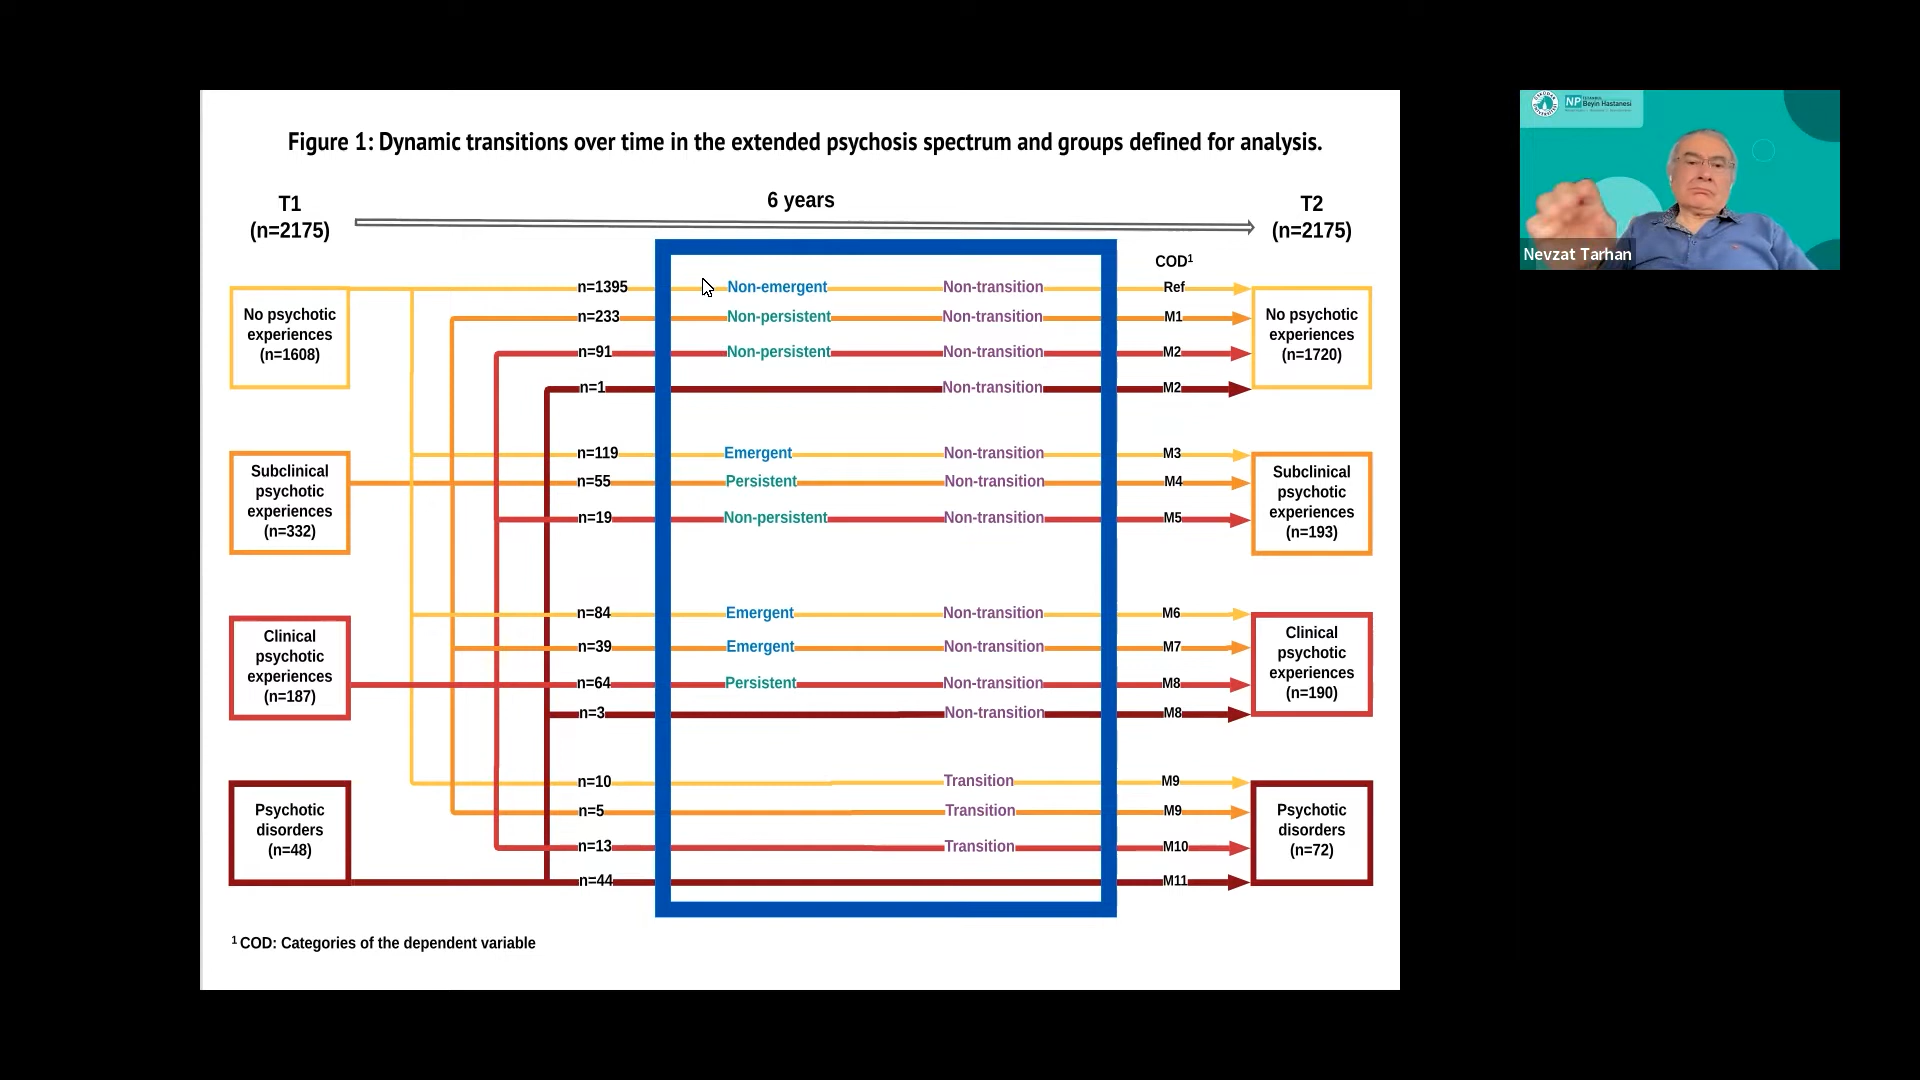 Figure 1: Dynamic transitions over time in the extended psychosis spectrum and groups defined for analysis.
T1
(n=2175)
6 years
T2
(n=2175)
COD¹
No psychotic
experiences
(n=1608)
Subclinical
psychotic
experiences
(n=332)
Clinical
psychotic
experiences
(n=187)
Psychotic
disorders
(n=48)
n=1395 Non-emergent Non-transition Ref
n=233 Non-persistent Non-transition M1
n=91 Non-persistent Non-transition M2
n=1 Non-transition M2
n=119 Emergent Non-transition M3
n=55 Persistent Non-transition M4
n=19 Non-persistent Non-transition M5
n=84 Emergent Non-transition M6
n=39 Emergent Non-transition M7
n=64 Persistent Non-transition M8
n=3 Non-transition M8
n=10 Transition M9
n=5 Transition M9
n=13 Transition M10
n=44 M11
No psychotic
experiences
(n=1720)
Subclinical
psychotic
experiences
(n=193)
Clinical
psychotic
experiences
(n=190)
Psychotic
disorders
(n=72)
¹ COD: Categories of the dependent variable
NP
Beyin Hastanesi
Nevzat Tarhan